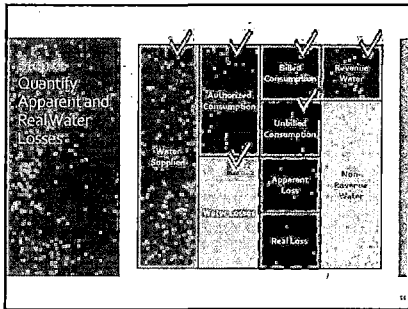 Quantify
Apparent and
Real Water
Losses
Water
Supplied
Authorized
Consumption
Water Losses
Billed
Consumption
Unbilled Consumption
Apparent
Loss
Real Loss
Revenue
Water
Non-
Revenue
Water